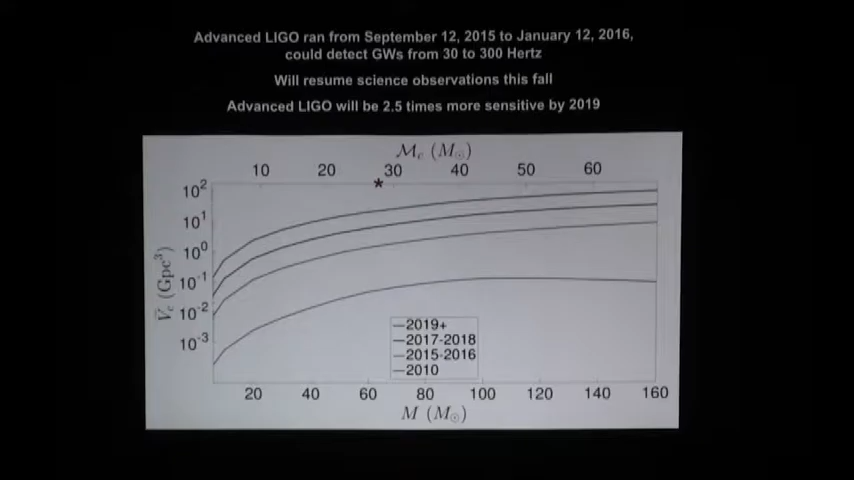 Advanced LIGO ran from September 12, 2015 to January 12, 2016,
could detect GWs from 30 to 300 Hertz
Will resume science observations this fall
Advanced LIGO will be 2.5 times more sensitive by 2019
ℳc (M⊙)
10 20 30 40 50 60
*
10²
10¹
10⁰
10⁻¹
10⁻²
10⁻³
V̄c (Gpc³)
2019+
2017-2018
2015-2016
2010
20 40 60 80 100 120 140 160
M (M⊙)